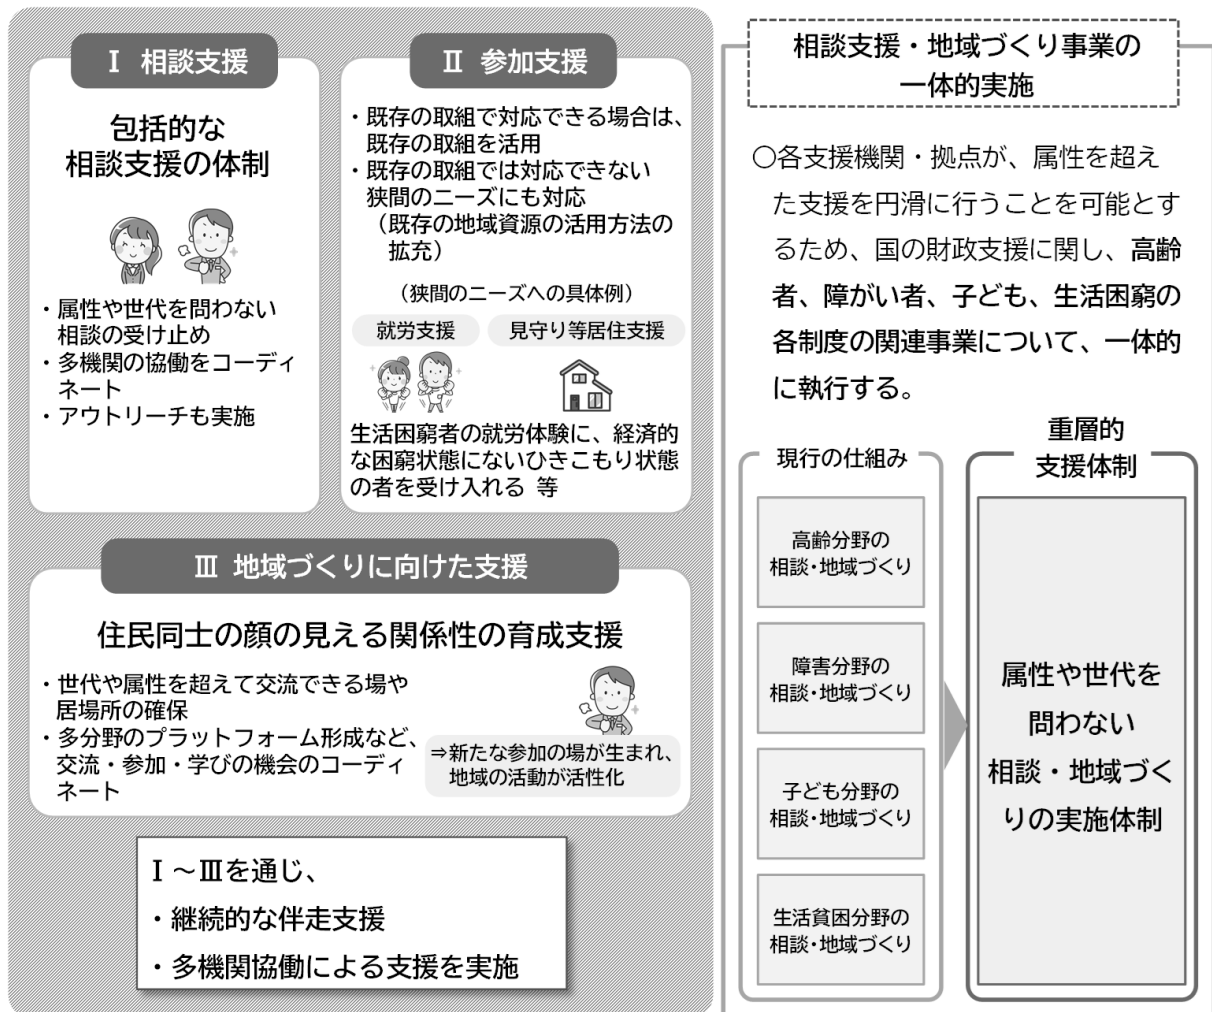 Ⅰ 相談支援
包括的な
相談支援の体制
・属性や世代を問わない
相談の受け止め
・多機関の協働をコーディ
ネート
・アウトリーチも実施
Ⅱ 参加支援
・既存の取組で対応できる場合は、
既存の取組を活用
・既存の取組では対応できない
狭間のニーズにも対応
（既存の地域資源の活用方法の
拡充）
（狭間のニーズへの具体例）
就労支援
見守り等居住支援
生活困窮者の就労体験に、経済的
な困窮状態にないひきこもり状態
の者を受け入れる 等
Ⅲ 地域づくりに向けた支援
住民同士の顔の見える関係性の育成支援
・世代や属性を超えて交流できる場や
居場所の確保
・多分野のプラットフォーム形成など、
交流・参加・学びの機会のコーディ
ネート
⇒新たな参加の場が生まれ、
地域の活動が活性化
Ⅰ～Ⅲを通じ、
・継続的な伴走支援
・多機関協働による支援を実施
相談支援・地域づくり事業の
一体的実施
○各支援機関・拠点が、属性を超え
た支援を円滑に行うことを可能とす
るため、国の財政支援に関し、高齢
者、障がい者、子ども、生活困窮の
各制度の関連事業について、一体的
に執行する。
現行の仕組み
高齢分野の
相談・地域づくり
障害分野の
相談・地域づくり
子ども分野の
相談・地域づくり
生活貧困分野の
相談・地域づくり
重層的
支援体制
属性や世代を
問わない
相談・地域づく
りの実施体制